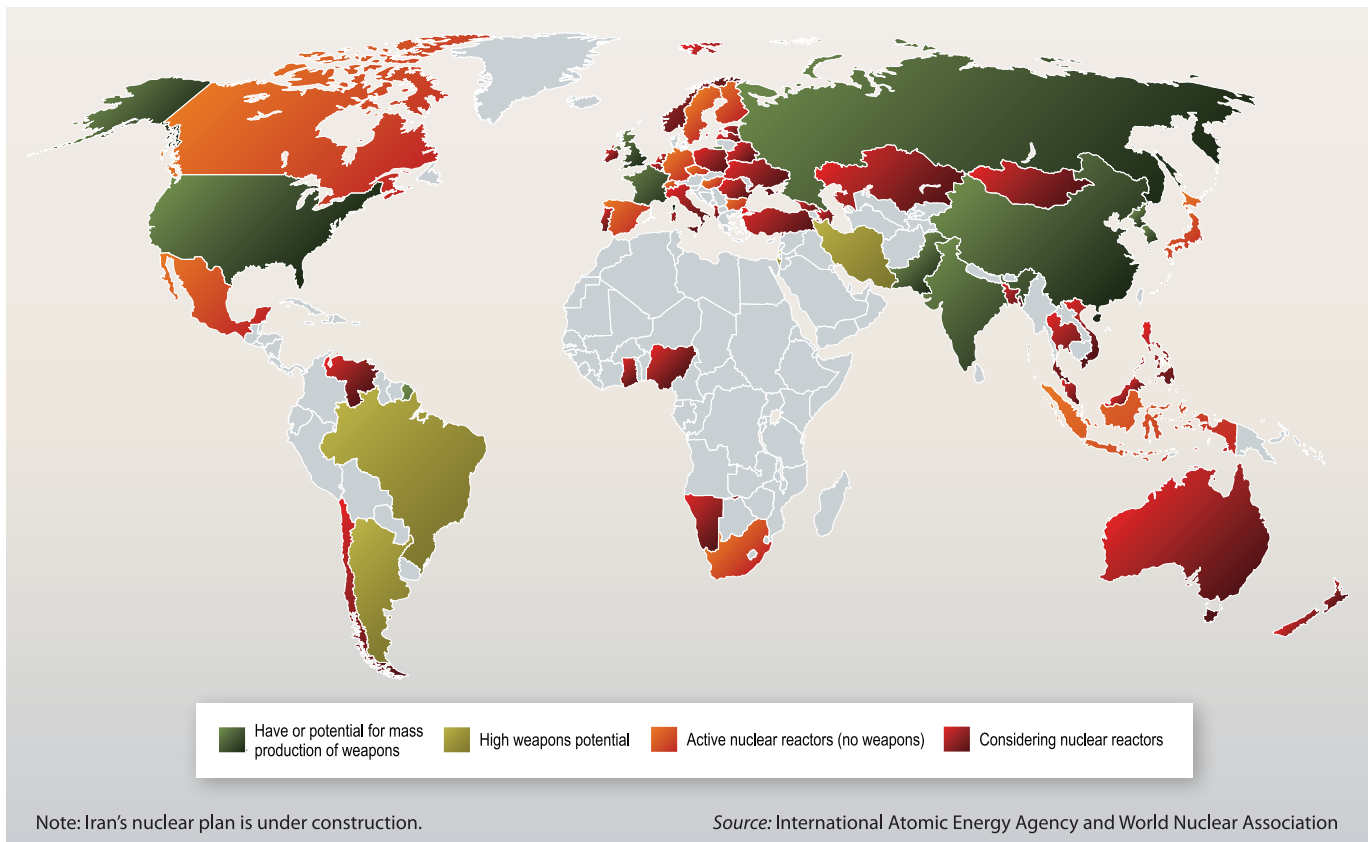 Have or potential for mass
production of weapons
High weapons potential
Active nuclear reactors (no weapons)
Considering nuclear reactors
Note: Iran's nuclear plan is under construction.
Source: International Atomic Energy Agency and World Nuclear Association